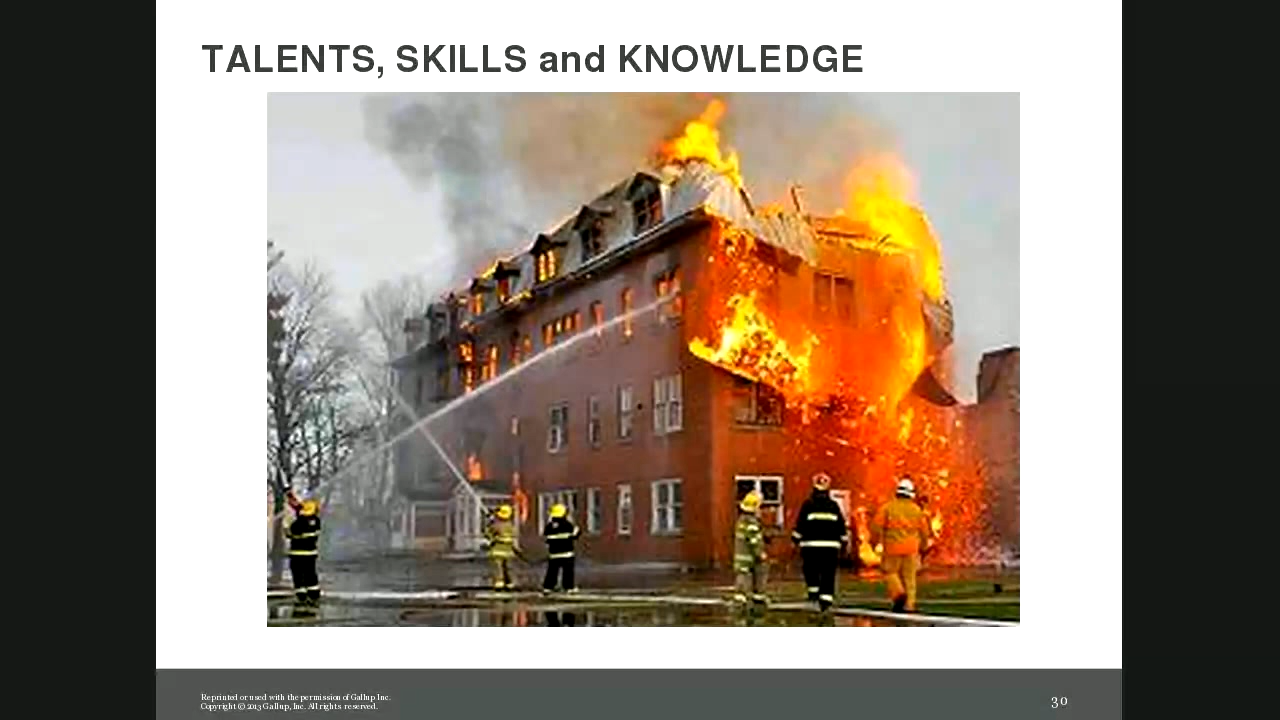 TALENTS, SKILLS and KNOWLEDGE
Reprinted or used with the permission of Gallup Inc.
Copyright © 2013 Gallup, Inc. All rights reserved.
30